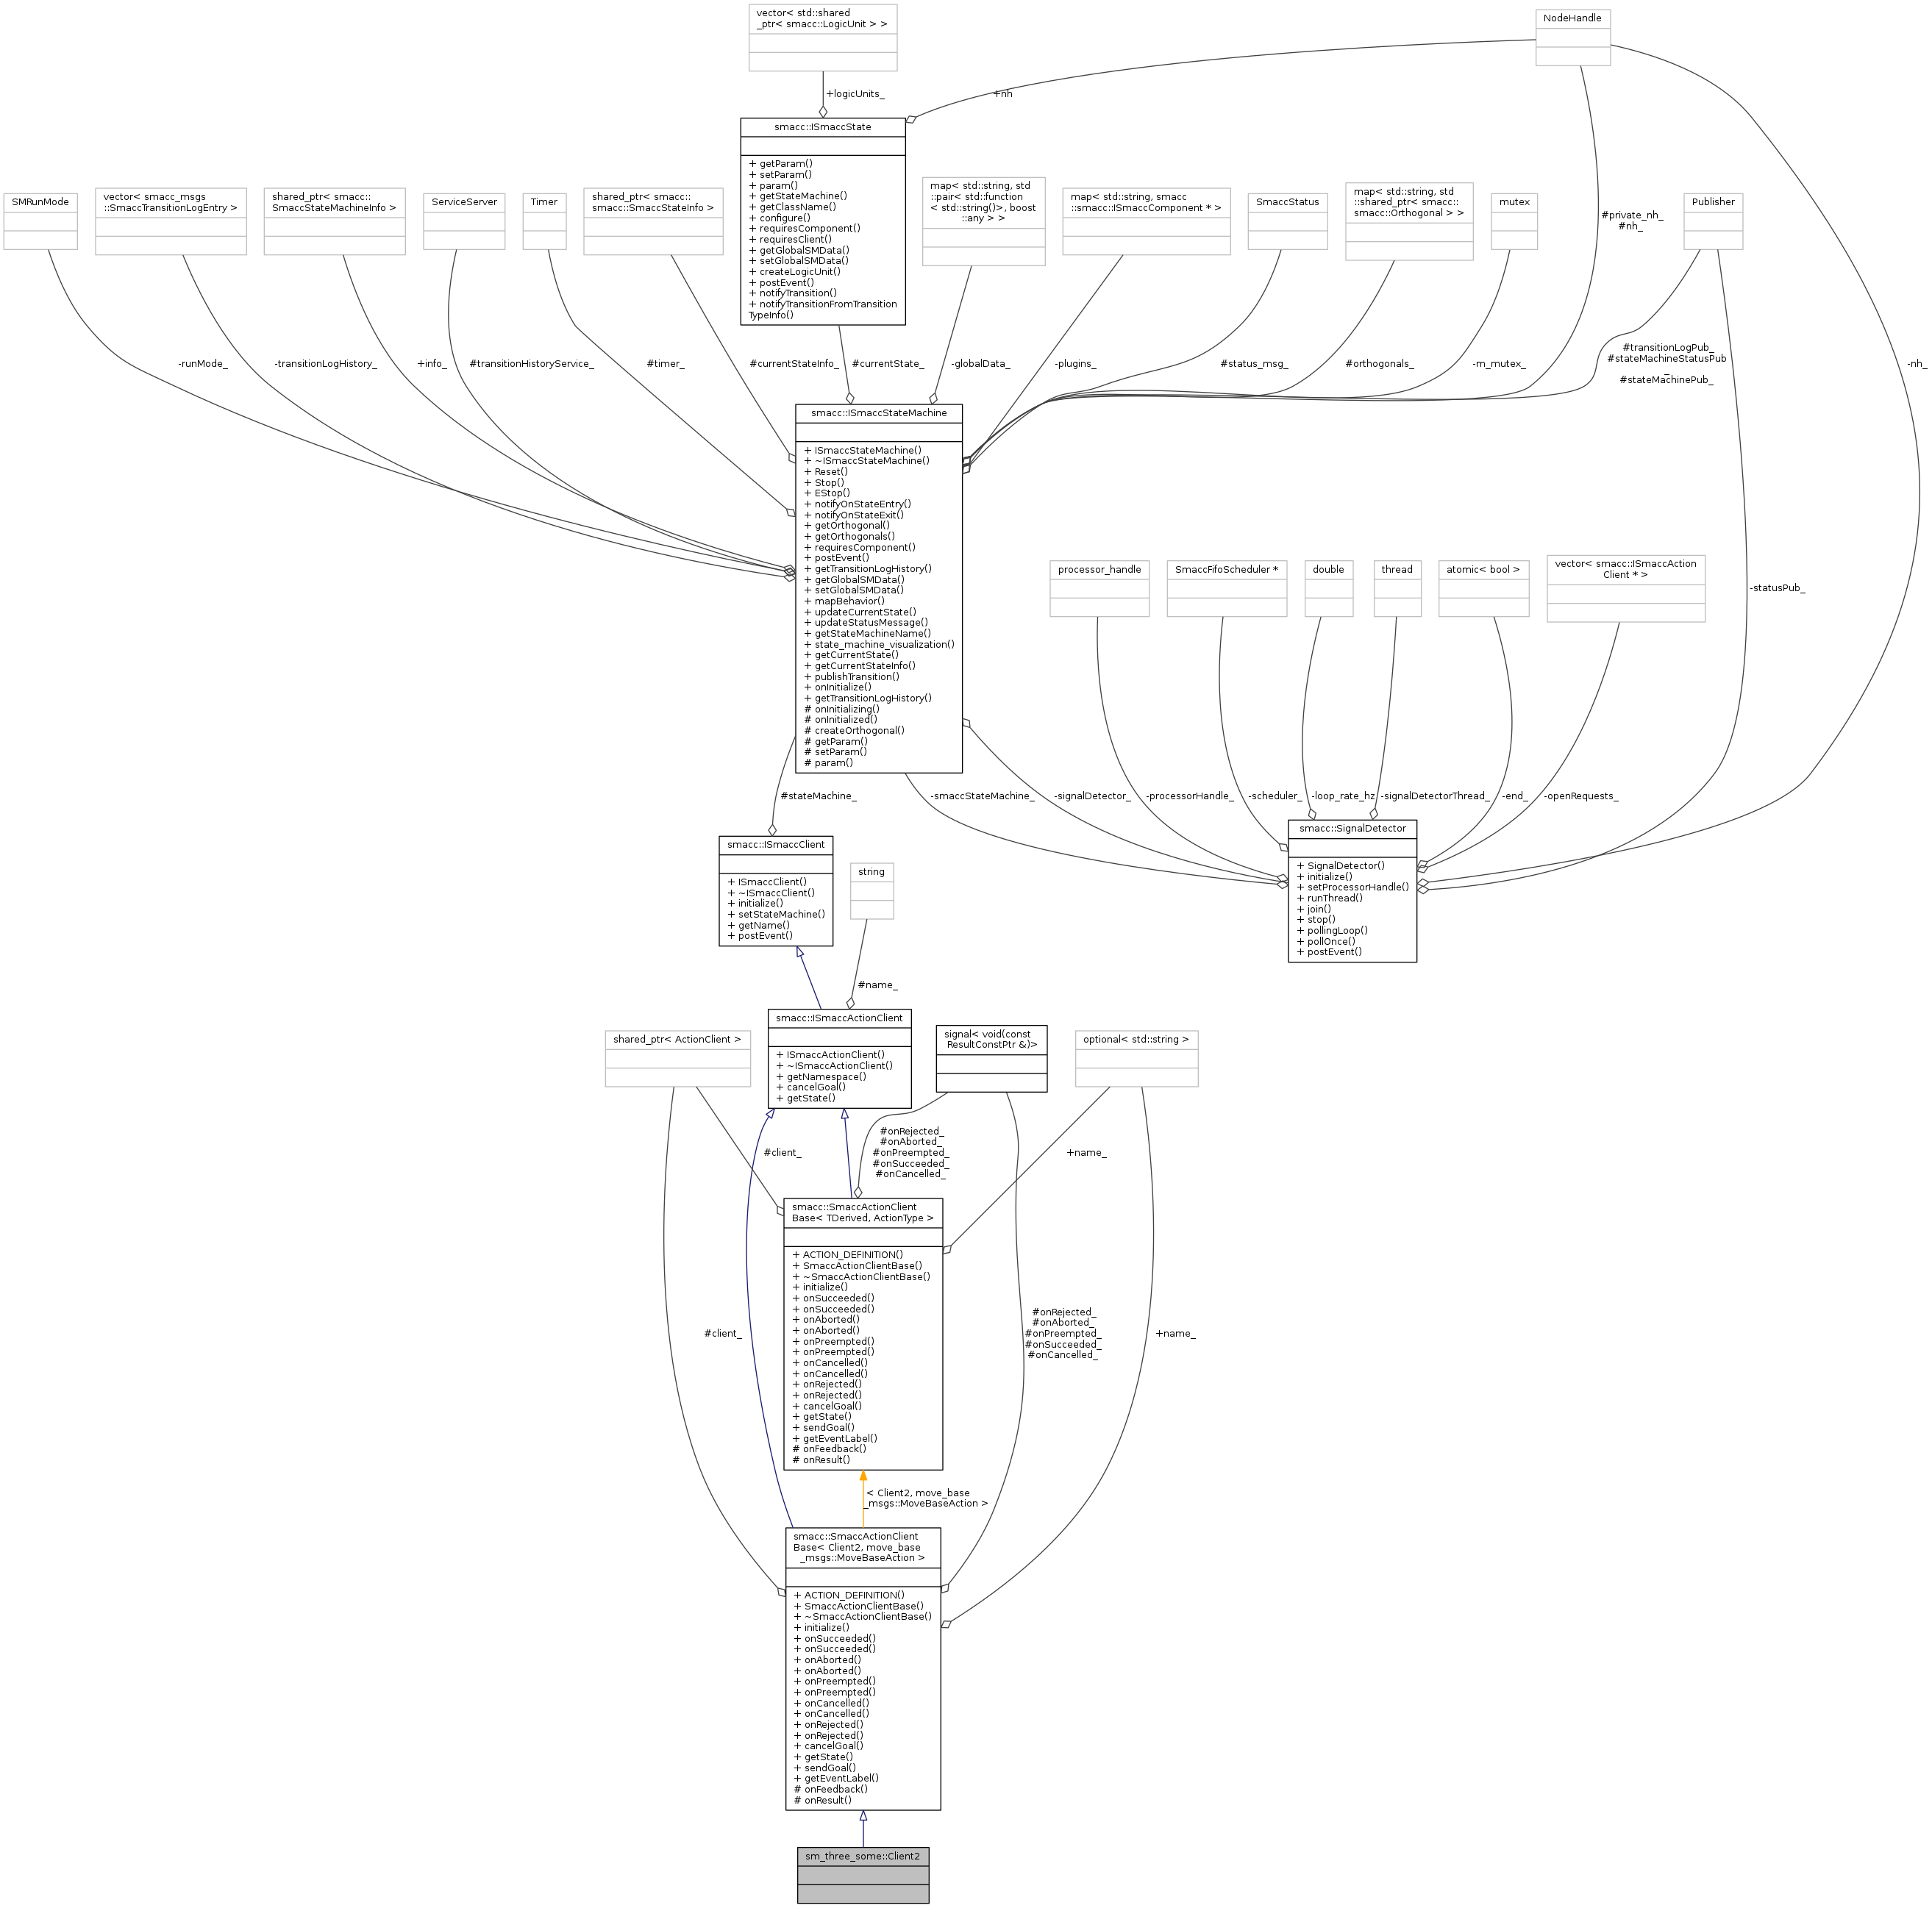 vector< std::shared
_ptr< smacc::LogicUnit > >
NodeHandle
+logicUnits_
+nh
smacc::ISmaccState
+ getParam()
+ setParam()
+ param()
+ getStateMachine()
+ getClassName()
+ configure()
+ requiresComponent()
+ requiresClient()
+ getGlobalSMData()
+ setGlobalSMData()
+ createLogicUnit()
+ postEvent()
+ notifyTransition()
+ notifyTransitionFromTransition
TypeInfo()
SMRunMode
vector< smacc_msgs
::SmaccTransitionLogEntry >
shared_ptr< smacc::
SmaccStateMachineInfo >
ServiceServer
Timer
shared_ptr< smacc::
smacc::SmaccStateInfo >
map< std::string, std
::pair< std::function
< std::string()>, boost
::any > >
map< std::string, smacc
::smacc::ISmaccComponent * >
SmaccStatus
map< std::string, std
::shared_ptr< smacc::
smacc::Orthogonal > >
mutex
#private_nh_
#nh_
Publisher
-runMode_
-transitionLogHistory_
+info_
#transitionHistoryService_
#timer_
#currentStateInfo_
#currentState_
-globalData_
-plugins_
#status_msg_
#orthogonals_
-m_mutex_
#transitionLogPub_
#stateMachineStatusPub
_
#stateMachinePub_
-nh_
smacc::ISmaccStateMachine
+ ISmaccStateMachine()
+ ~ISmaccStateMachine()
+ Reset()
+ Stop()
+ EStop()
+ notifyOnStateEntry()
+ notifyOnStateExit()
+ getOrthogonal()
+ getOrthogonals()
+ requiresComponent()
+ postEvent()
+ getTransitionLogHistory()
+ getGlobalSMData()
+ setGlobalSMData()
+ mapBehavior()
+ updateCurrentState()
+ updateStatusMessage()
+ getStateMachineName()
+ state_machine_visualization()
+ getCurrentState()
+ getCurrentStateInfo()
+ publishTransition()
+ onInitialize()
+ getTransitionLogHistory()
# onInitializing()
# onInitialized()
# createOrthogonal()
# getParam()
# setParam()
# param()
processor_handle
SmaccFifoScheduler *
double
thread
atomic< bool >
vector< smacc::ISmaccAction
Client * >
-statusPub_
#stateMachine_
-smaccStateMachine_
-signalDetector_
-processorHandle_
-scheduler_
-loop_rate_hz
-signalDetectorThread_
-end_
-openRequests_
smacc::SignalDetector
+ SignalDetector()
+ initialize()
+ setProcessorHandle()
+ runThread()
+ join()
+ stop()
+ pollingLoop()
+ pollOnce()
+ postEvent()
smacc::ISmaccClient
+ ISmaccClient()
+ ~ISmaccClient()
+ initialize()
+ setStateMachine()
+ getName()
+ postEvent()
string
#name_
smacc::ISmaccActionClient
+ ISmaccActionClient()
+ ~ISmaccActionClient()
+ getNamespace()
+ cancelGoal()
+ getState()
shared_ptr< ActionClient >
signal< void(const
ResultConstPtr &)>
optional< std::string >
#client_
#onRejected_
#onAborted_
#onPreempted_
#onSucceeded_
#onCancelled_
+name_
smacc::SmaccActionClient
Base< TDerived, ActionType >
+ ACTION_DEFINITION()
+ SmaccActionClientBase()
+ ~SmaccActionClientBase()
+ initialize()
+ onSucceeded()
+ onSucceeded()
+ onAborted()
+ onAborted()
+ onPreempted()
+ onPreempted()
+ onCancelled()
+ onCancelled()
+ onRejected()
+ onRejected()
+ cancelGoal()
+ getState()
+ sendGoal()
+ getEventLabel()
# onFeedback()
# onResult()
#client_
#onRejected_
#onAborted_
#onPreempted_
#onSucceeded_
#onCancelled_
+name_
< Client2, move_base
_msgs::MoveBaseAction >
smacc::SmaccActionClient
Base< Client2, move_base
_msgs::MoveBaseAction >
+ ACTION_DEFINITION()
+ SmaccActionClientBase()
+ ~SmaccActionClientBase()
+ initialize()
+ onSucceeded()
+ onSucceeded()
+ onAborted()
+ onAborted()
+ onPreempted()
+ onPreempted()
+ onCancelled()
+ onCancelled()
+ onRejected()
+ onRejected()
+ cancelGoal()
+ getState()
+ sendGoal()
+ getEventLabel()
# onFeedback()
# onResult()
sm_three_some::Client2